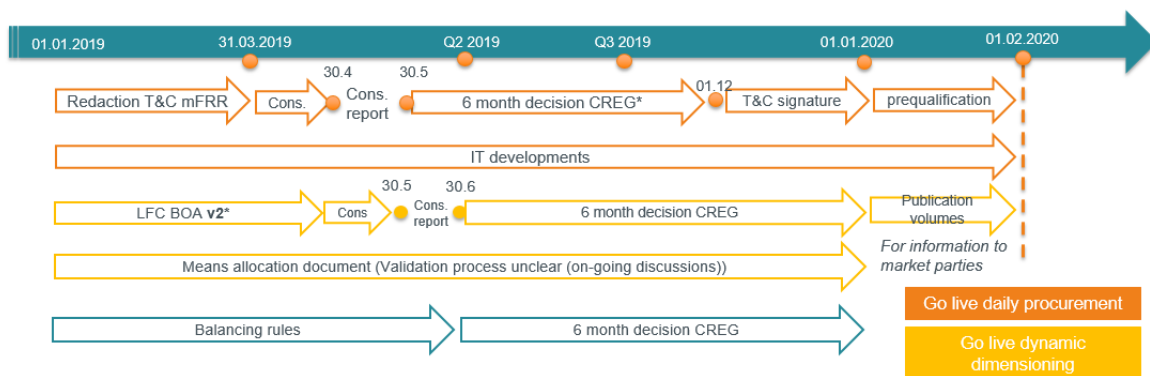 01.01.2019
31.03.2019
Q2 2019
Q3 2019
01.01.2020
01.02.2020
30.4
30.5
01.12
Redaction T&C mFRR
Cons.
Cons.
report
6 month decision CREG*
T&C signature
prequalification
IT developments
30.5
30.6
LFC BOA v2*
Cons
Cons.
report
6 month decision CREG
Publication
volumes
Means allocation document (Validation process unclear (on-going discussions))
For information to
market parties
Balancing rules
6 month decision CREG
Go live daily procurement
Go live dynamic
dimensioning